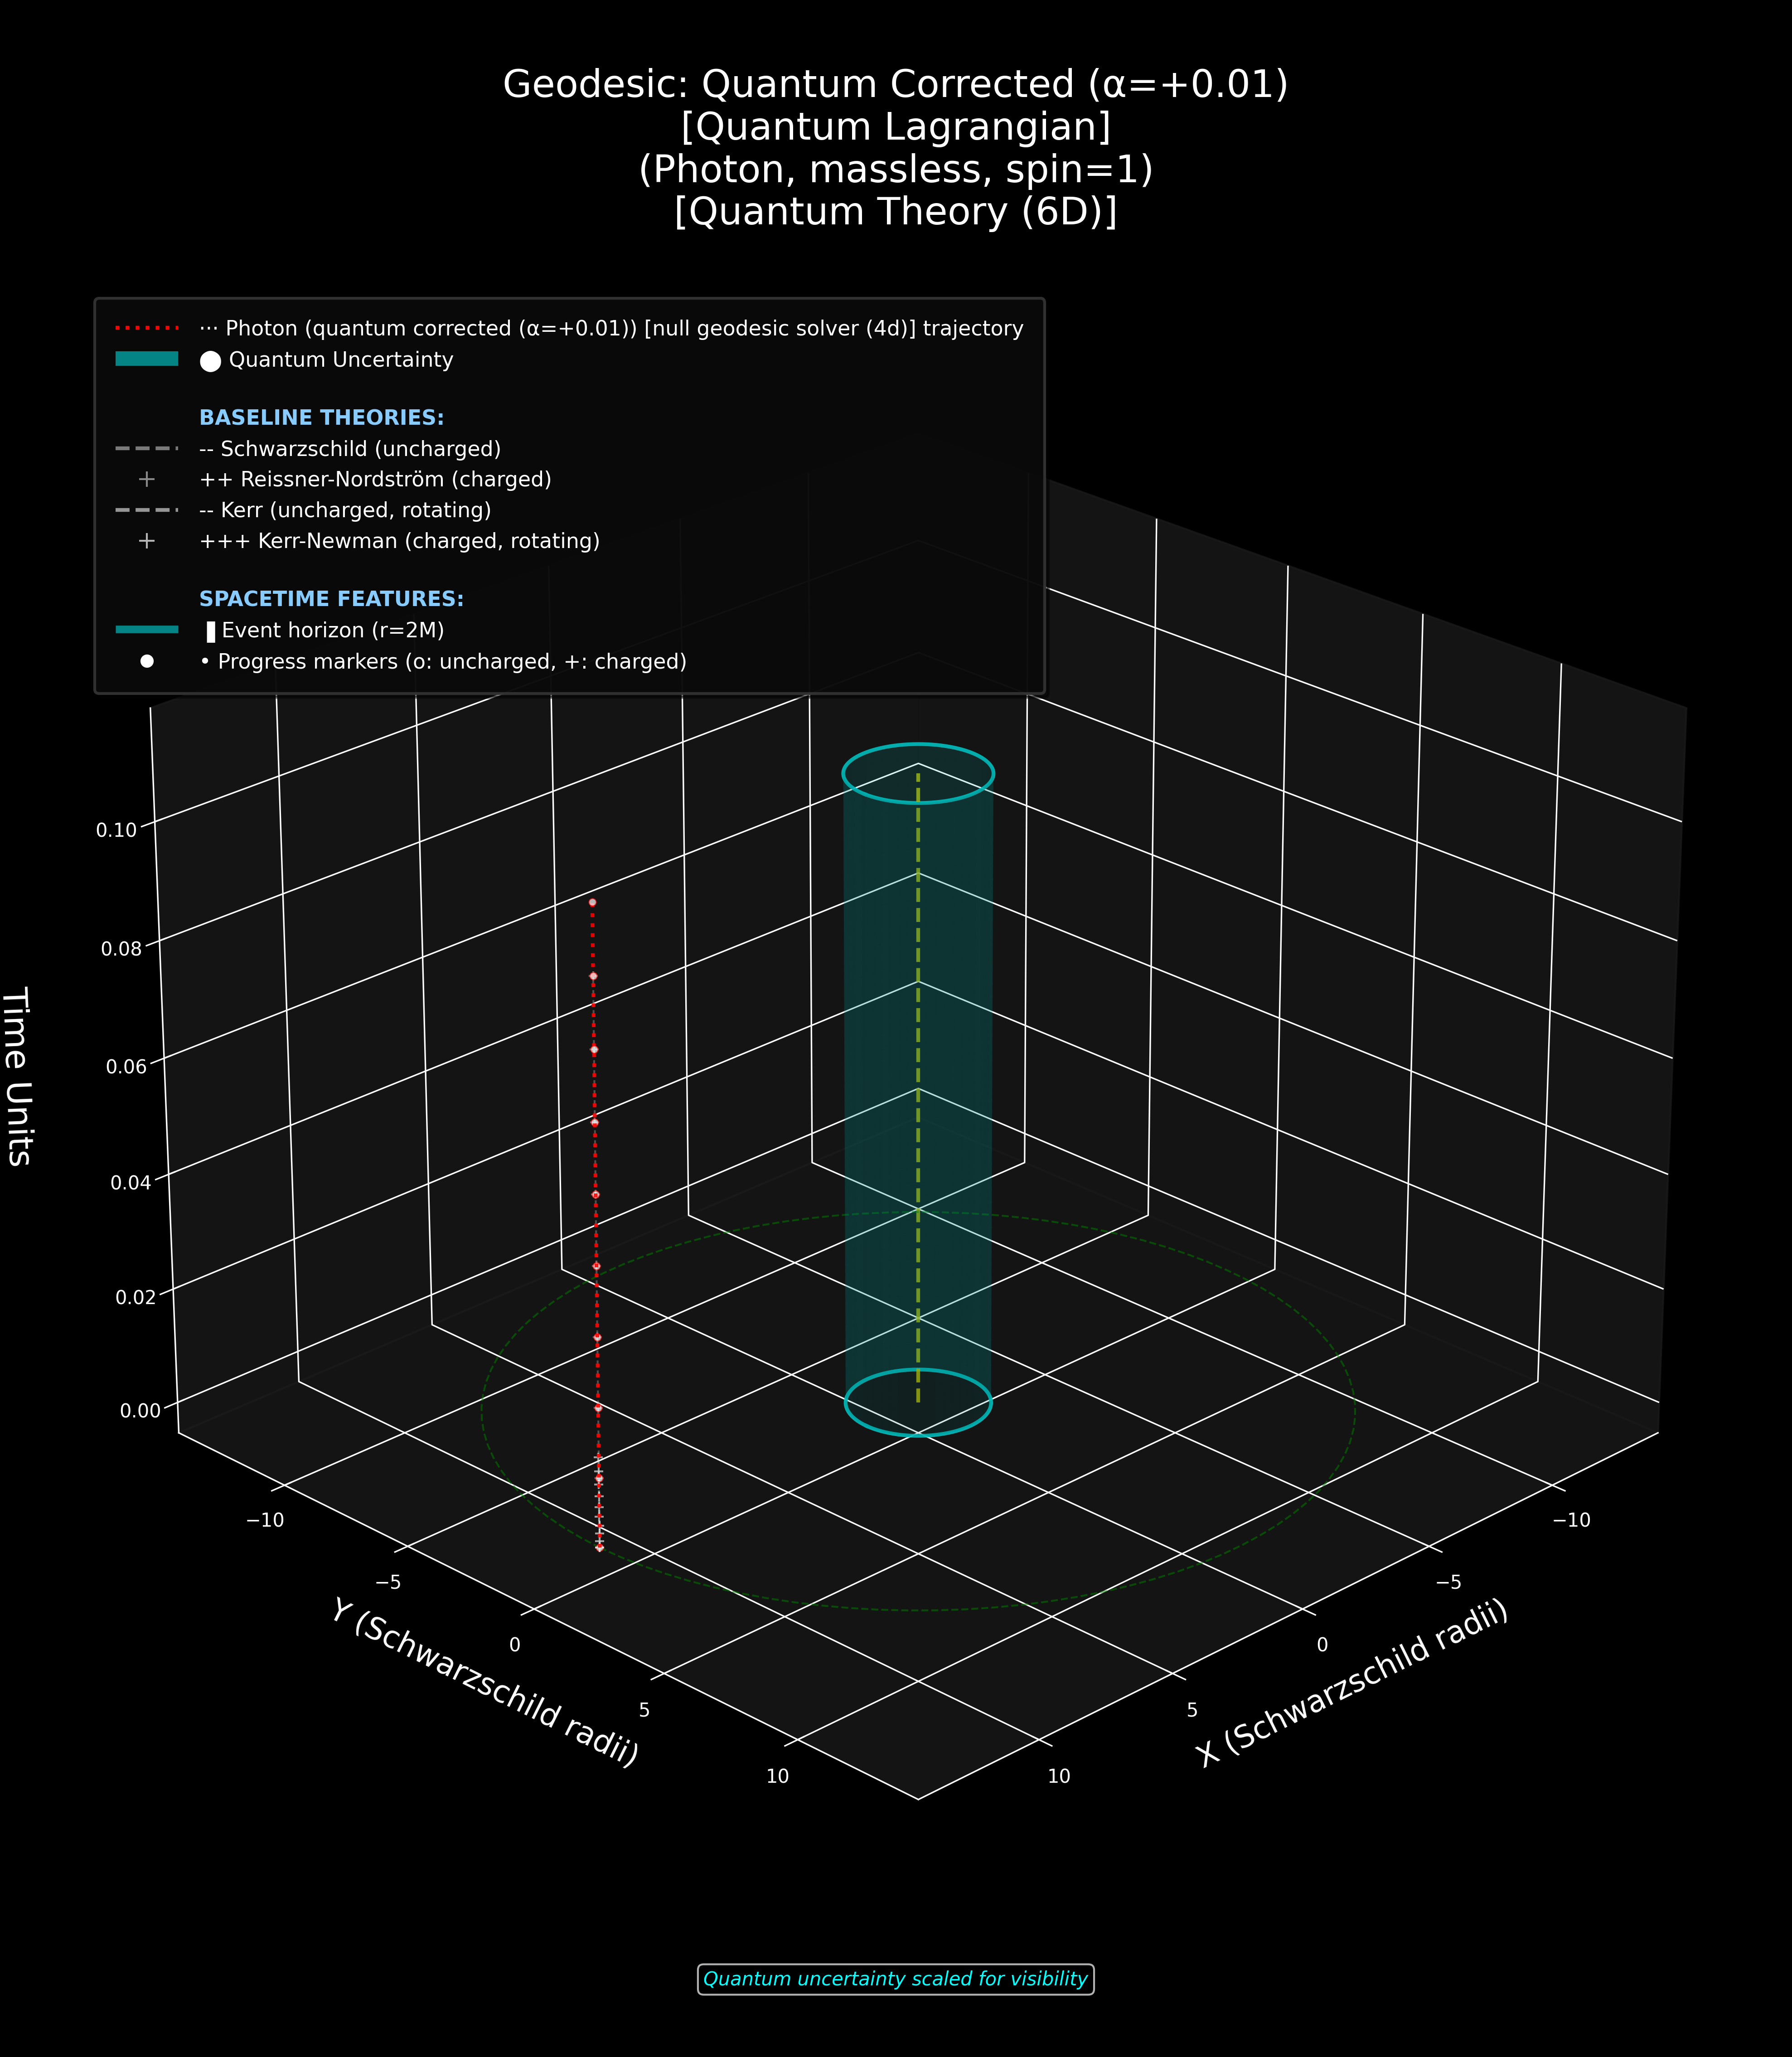 Geodesic: Quantum Corrected (α=+0.01)
[Quantum Lagrangian]
(Photon, massless, spin=1)
[Quantum Theory (6D)]
··· Photon (quantum corrected (α=+0.01)) [null geodesic solver (4d)] trajectory
● Quantum Uncertainty
BASELINE THEORIES:
-- Schwarzschild (uncharged)
++ Reissner-Nordström (charged)
-- Kerr (uncharged, rotating)
+++ Kerr-Newman (charged, rotating)
SPACETIME FEATURES:
▐ Event horizon (r=2M)
• Progress markers (o: uncharged, +: charged)
0.10
0.08
0.06
0.04
0.02
0.00
Time Units
−10
−5
0
5
10
Y (Schwarzschild radii)
10
5
0
−5
−10
X (Schwarzschild radii)
Quantum uncertainty scaled for visibility